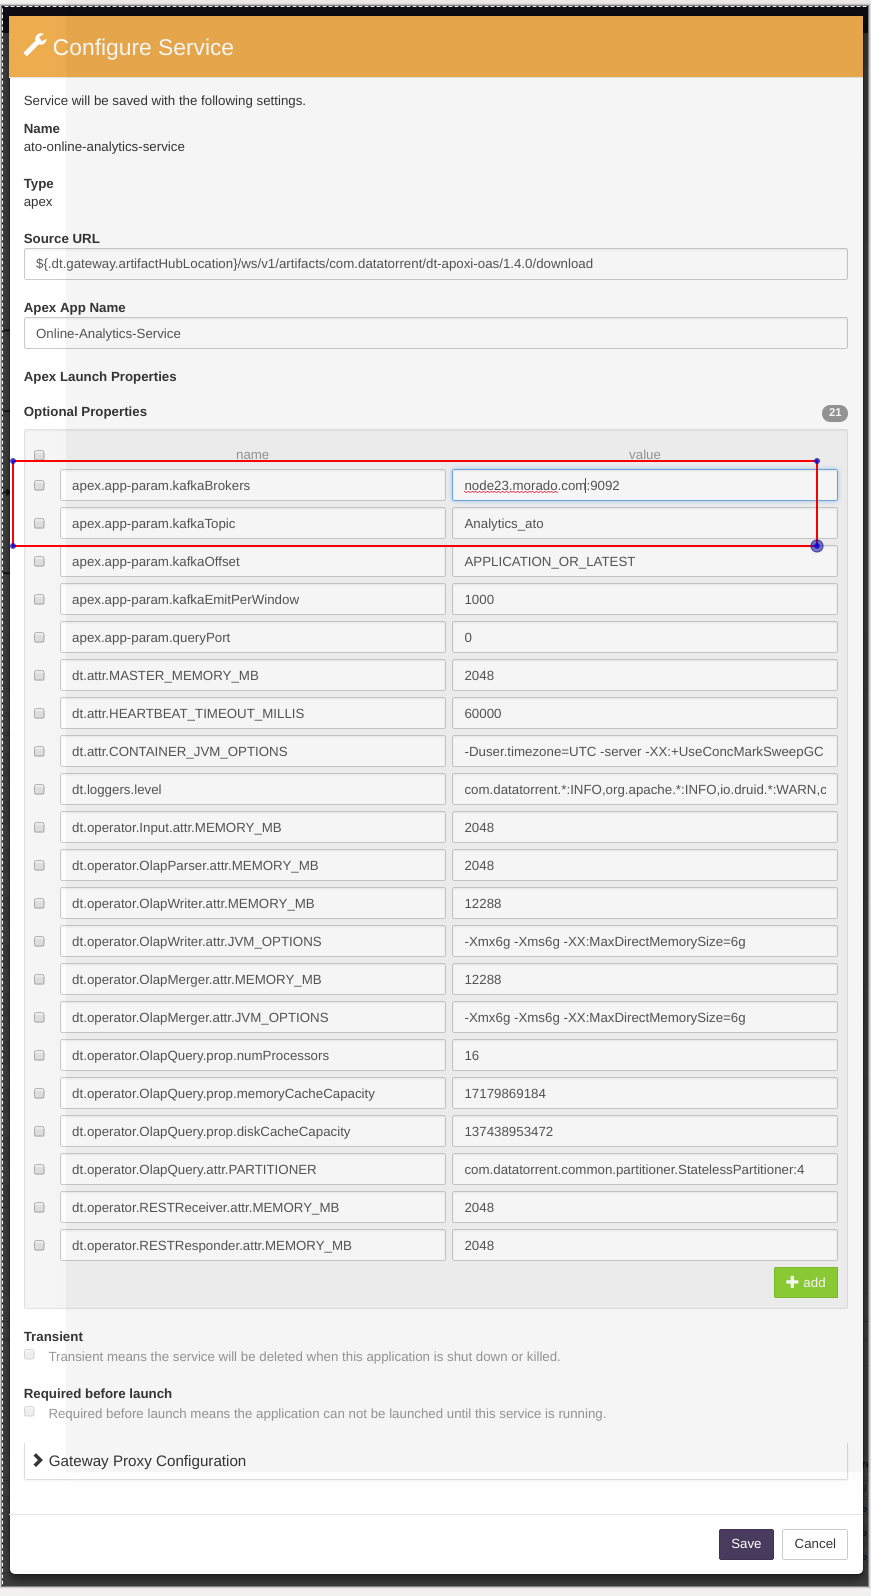 Configure Service
Service will be saved with the following settings.
Name
ato-online-analytics-service
Type
apex
Source URL
${.dt.gateway.artifactHubLocation}/ws/v1/artifacts/com.datatorrent/dt-apoxi-oas/1.4.0/download
Apex App Name
Online-Analytics-Service
Apex Launch Properties
Optional Properties 21
name value
apex.app-param.kafkaBrokers node23.morado.com:9092
apex.app-param.kafkaTopic Analytics_ato
apex.app-param.kafkaOffset APPLICATION_OR_LATEST
apex.app-param.kafkaEmitPerWindow 1000
apex.app-param.queryPort 0
dt.attr.MASTER_MEMORY_MB 2048
dt.attr.HEARTBEAT_TIMEOUT_MILLIS 60000
dt.attr.CONTAINER_JVM_OPTIONS -Duser.timezone=UTC -server -XX:+UseConcMarkSweepGC
dt.loggers.level com.datatorrent.*:INFO,org.apache.*:INFO,io.druid.*:WARN,c
dt.operator.Input.attr.MEMORY_MB 2048
dt.operator.OlapParser.attr.MEMORY_MB 2048
dt.operator.OlapWriter.attr.MEMORY_MB 12288
dt.operator.OlapWriter.attr.JVM_OPTIONS -Xmx6g -Xms6g -XX:MaxDirectMemorySize=6g
dt.operator.OlapMerger.attr.MEMORY_MB 12288
dt.operator.OlapMerger.attr.JVM_OPTIONS -Xmx6g -Xms6g -XX:MaxDirectMemorySize=6g
dt.operator.OlapQuery.prop.numProcessors 16
dt.operator.OlapQuery.prop.memoryCacheCapacity 17179869184
dt.operator.OlapQuery.prop.diskCacheCapacity 137438953472
dt.operator.OlapQuery.attr.PARTITIONER com.datatorrent.common.partitioner.StatelessPartitioner:4
dt.operator.RESTReceiver.attr.MEMORY_MB 2048
dt.operator.RESTResponder.attr.MEMORY_MB 2048
add
Transient
Transient means the service will be deleted when this application is shut down or killed.
Required before launch
Required before launch means the application can not be launched until this service is running.
Gateway Proxy Configuration
Save Cancel